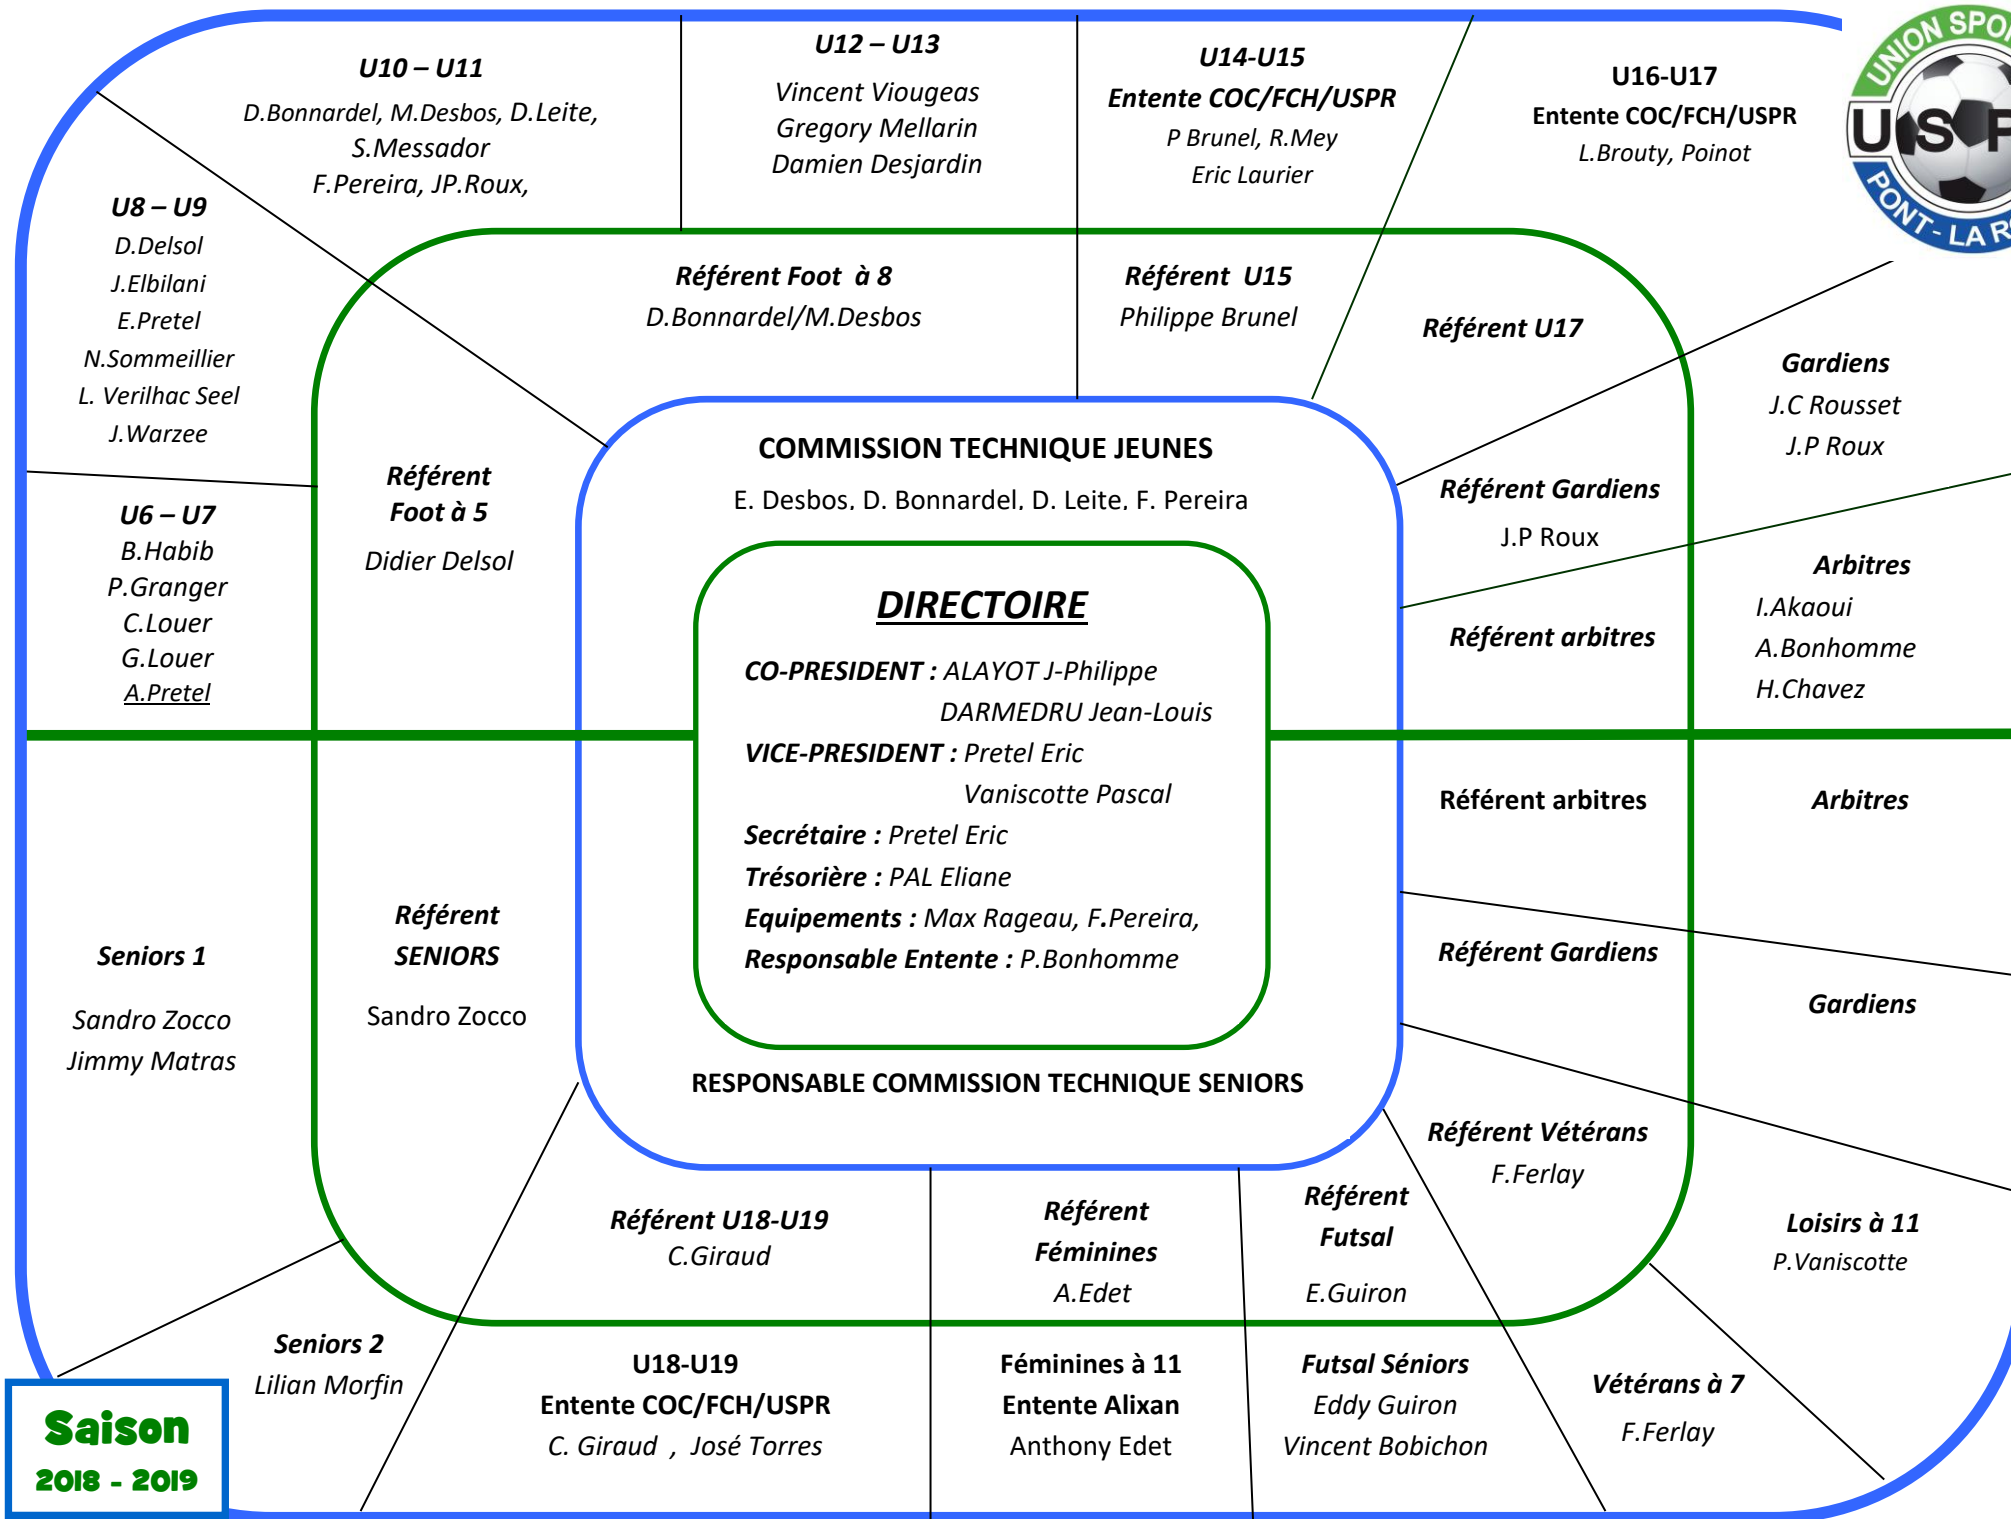 U10 – U11
D.Bonnardel, M.Desbos, D.Leite,
S.Messador
F.Pereira, JP.Roux,
U12 – U13
Vincent Viougeas
Gregory Mellarin
Damien Desjardin
U14-U15
Entente COC/FCH/USPR
P Brunel, R.Mey
Eric Laurier
U16-U17
Entente COC/FCH/USPR
L.Brouty, Poinot
UNION SPO
USP
PONT - LA R
U8 – U9
D.Delsol
J.Elbilani
E.Pretel
N.Sommeillier
L. Verilhac Seel
J.Warzee
Référent Foot à 8
D.Bonnardel/M.Desbos
Référent U15
Philippe Brunel
Référent U17
Gardiens
J.C Rousset
J.P Roux
U6 – U7
B.Habib
P.Granger
C.Louer
G.Louer
A.Pretel
Référent
Foot à 5
Didier Delsol
COMMISSION TECHNIQUE JEUNES
E. Desbos, D. Bonnardel, D. Leite, F. Pereira
Référent Gardiens
J.P Roux
Référent arbitres
Arbitres
I.Akaoui
A.Bonhomme
H.Chavez
DIRECTOIRE
CO-PRESIDENT : ALAYOT J-Philippe
DARMEDRU Jean-Louis
VICE-PRESIDENT : Pretel Eric
Vaniscotte Pascal
Secrétaire : Pretel Eric
Trésorière : PAL Eliane
Equipements : Max Rageau, F.Pereira,
Responsable Entente : P.Bonhomme
Référent arbitres
Arbitres
Seniors 1
Sandro Zocco
Jimmy Matras
Référent
SENIORS
Sandro Zocco
Référent Gardiens
Gardiens
RESPONSABLE COMMISSION TECHNIQUE SENIORS
Référent Vétérans
F.Ferlay
Référent U18-U19
C.Giraud
Référent
Féminines
A.Edet
Référent
Futsal
E.Guiron
Loisirs à 11
P.Vaniscotte
Seniors 2
Lilian Morfin
U18-U19
Entente COC/FCH/USPR
C. Giraud , José Torres
Féminines à 11
Entente Alixan
Anthony Edet
Futsal Séniors
Eddy Guiron
Vincent Bobichon
Vétérans à 7
F.Ferlay
Saison
2018 - 2019